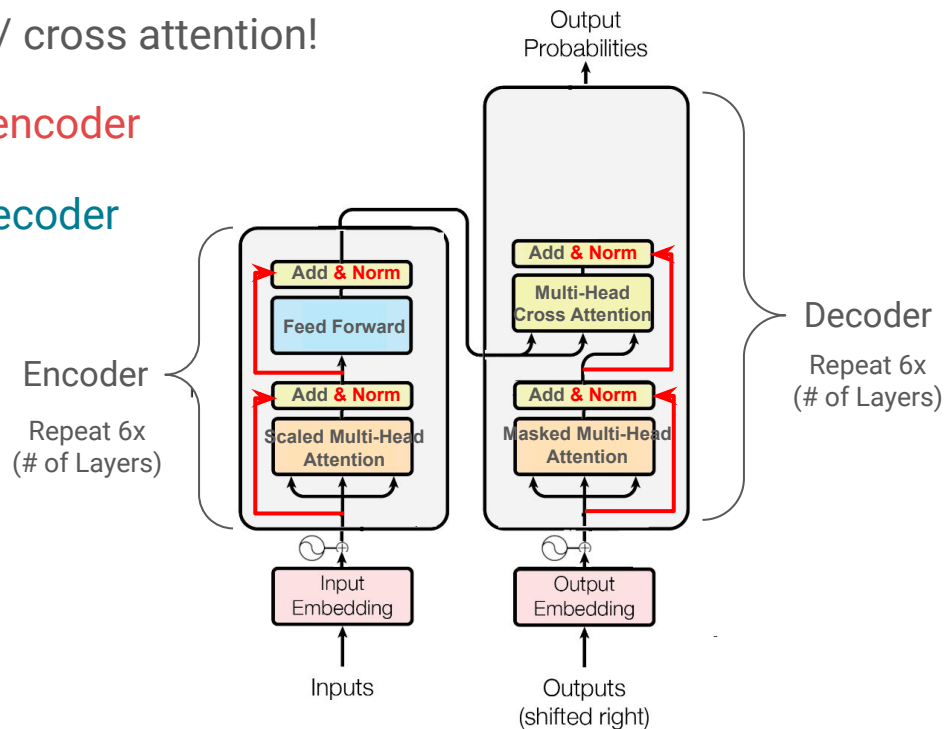 / cross attention!
encoder
ecoder
Output
Probabilities
Add & Norm
Feed Forward
Add & Norm
Scaled Multi-Head
Attention
Encoder
Repeat 6x
(# of Layers)
Input
Embedding
Inputs
Add & Norm
Multi-Head
Cross Attention
Add & Norm
Masked Multi-Head
Attention
Decoder
Repeat 6x
(# of Layers)
Output
Embedding
Outputs
(shifted right)